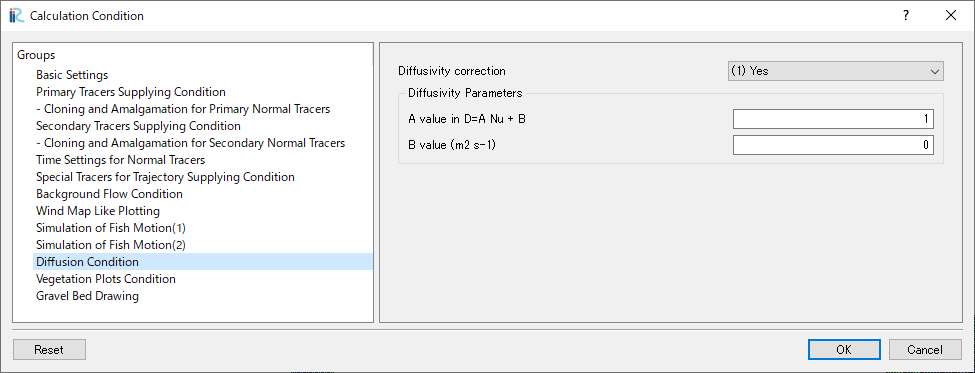 Calculation Condition
?
Groups
Basic Settings
Primary Tracers Supplying Condition
- Cloning and Amalgamation for Primary Normal Tracers
Secondary Tracers Supplying Condition
- Cloning and Amalgamation for Secondary Normal Tracers
Time Settings for Normal Tracers
Special Tracers for Trajectory Supplying Condition
Background Flow Condition
Wind Map Like Plotting
Simulation of Fish Motion(1)
Simulation of Fish Motion(2)
Diffusion Condition
Vegetation Plots Condition
Gravel Bed Drawing
Diffusivity correction (1) Yes
Diffusivity Parameters
A value in D=A Nu + B 1
B value (m2 s-1) 0
Reset OK Cancel